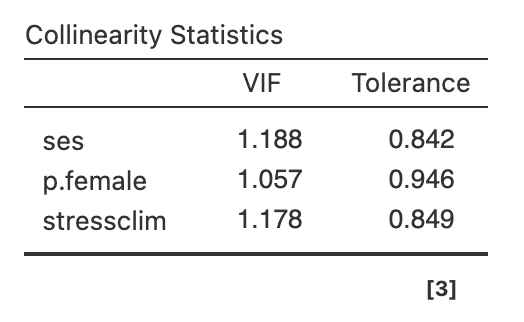 Collinearity Statistics
VIF Tolerance
ses 1.188 0.842
p.female 1.057 0.946
stressclim 1.178 0.849
[3]